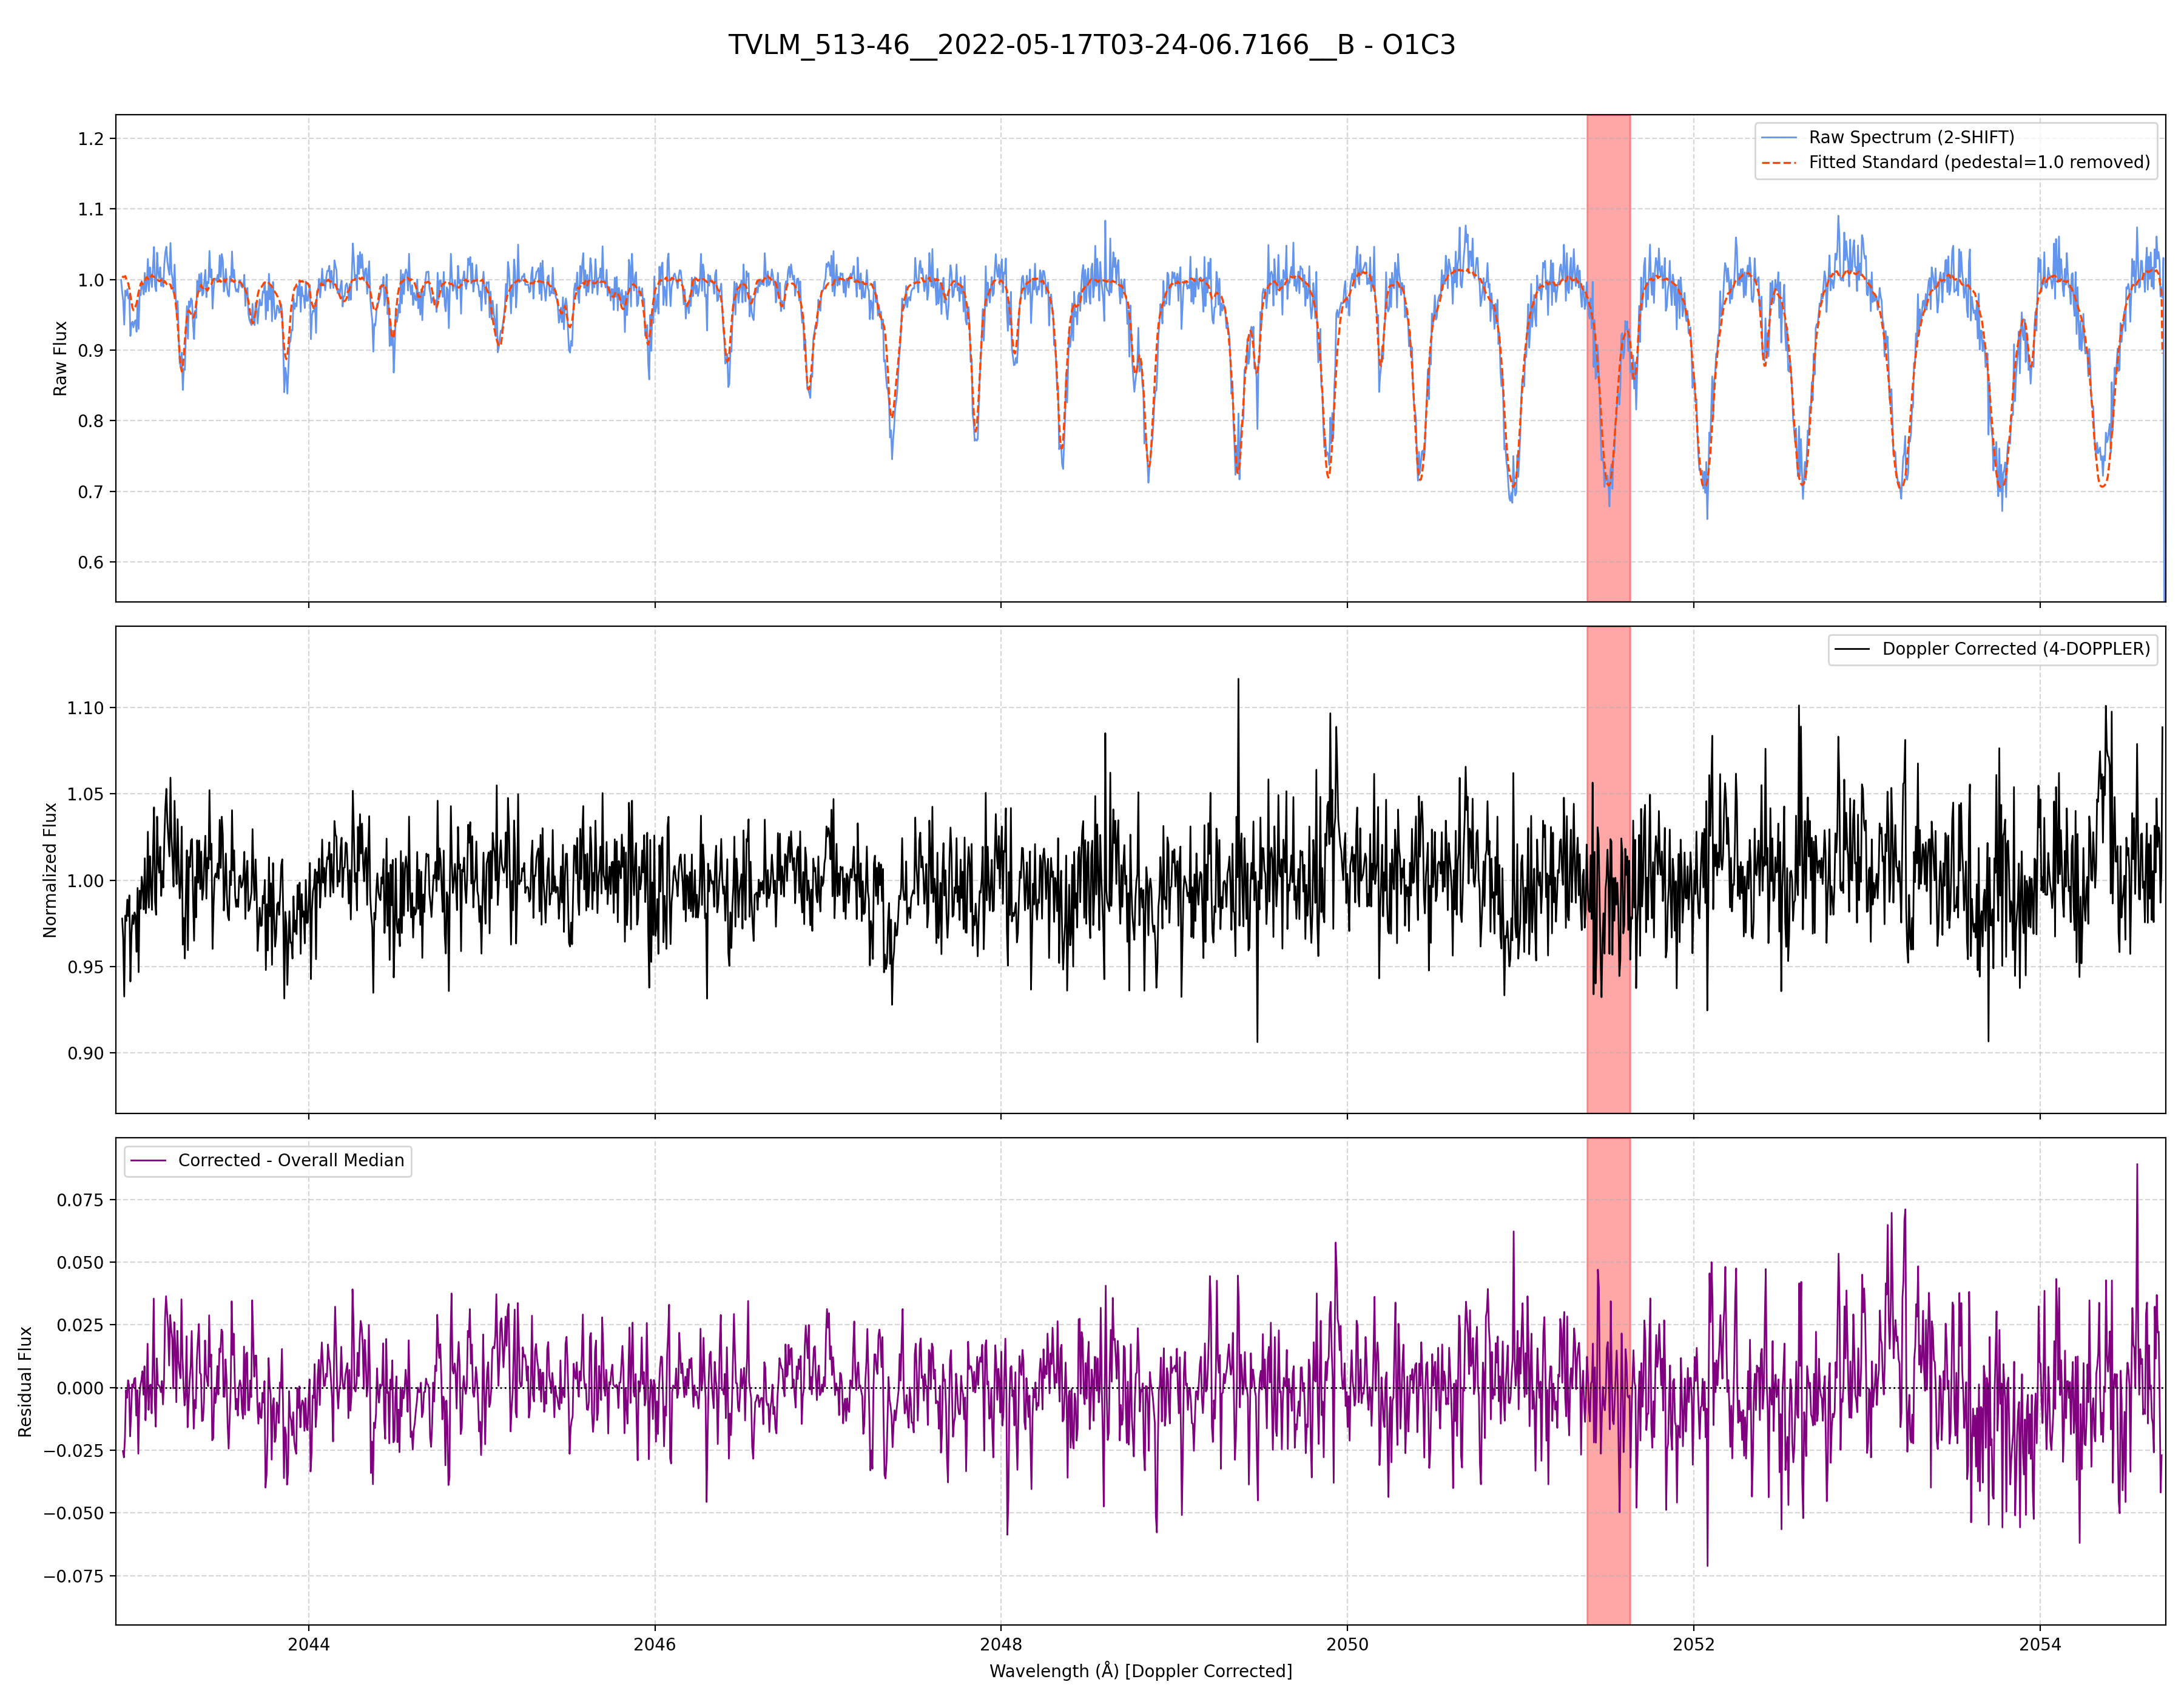 TVLM_513-46__2022-05-17T03-24-06.7166__B - O1C3
Raw Flux
1.2
1.1
1.0
0.9
0.8
0.7
0.6
Raw Spectrum (2-SHIFT)
Fitted Standard (pedestal=1.0 removed)
Normalized Flux
1.10
1.05
1.00
0.95
0.90
Doppler Corrected (4-DOPPLER)
Residual Flux
0.075
0.050
0.025
0.000
−0.025
−0.050
−0.075
Corrected - Overall Median
2044 2046 2048 2050 2052 2054
Wavelength (Å) [Doppler Corrected]